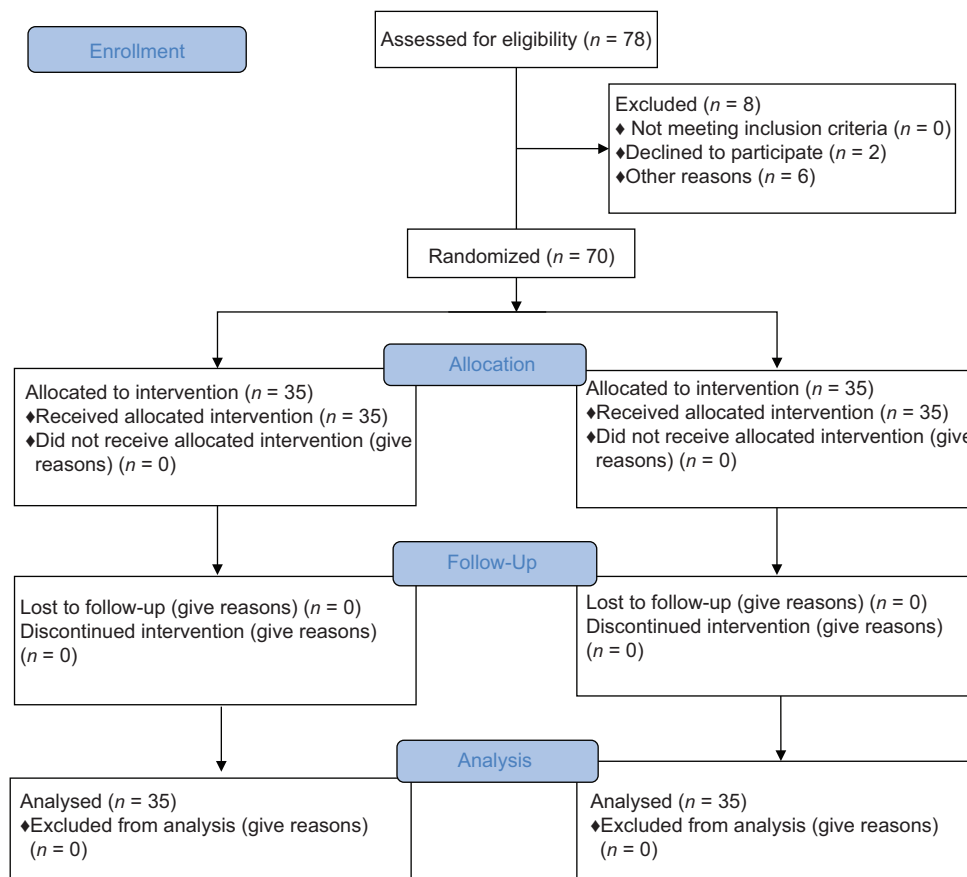 Enrollment
Assessed for eligibility (n = 78)
Excluded (n = 8)
♦ Not meeting inclusion criteria (n = 0)
♦Declined to participate (n = 2)
♦Other reasons (n = 6)
Randomized (n = 70)
Allocation
Allocated to intervention (n = 35)
♦Received allocated intervention (n = 35)
♦Did not receive allocated intervention (give
reasons) (n = 0)
Allocated to intervention (n = 35)
♦Received allocated intervention (n = 35)
♦Did not receive allocated intervention (give
reasons) (n = 0)
Follow-Up
Lost to follow-up (give reasons) (n = 0)
Discontinued intervention (give reasons)
(n = 0)
Lost to follow-up (give reasons) (n = 0)
Discontinued intervention (give reasons)
(n = 0)
Analysis
Analysed (n = 35)
♦Excluded from analysis (give reasons)
(n = 0)
Analysed (n = 35)
♦Excluded from analysis (give reasons)
(n = 0)